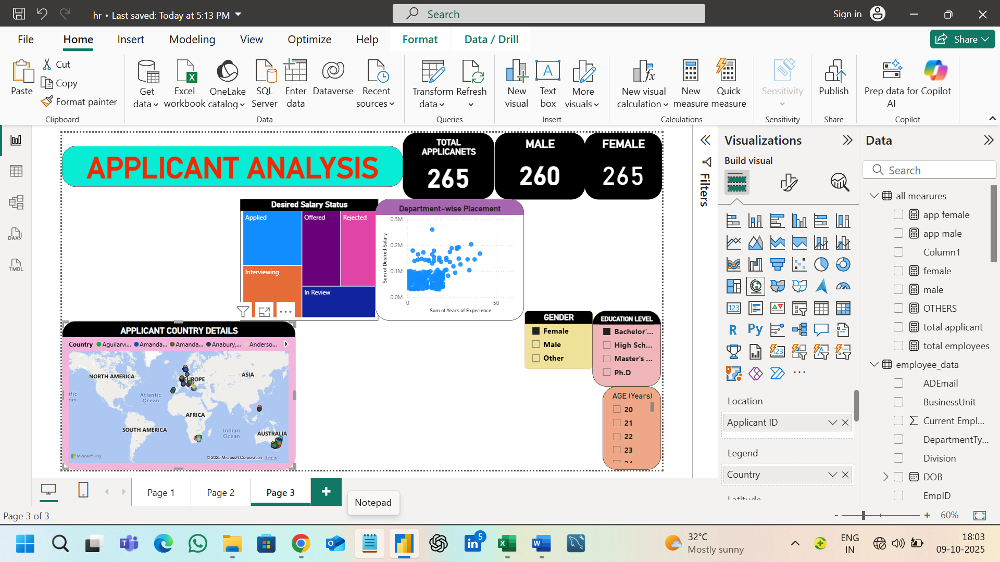 hr • Last saved: Today at 5:13 PM
Search
Sign in
File
Home
Insert
Modeling
View
Optimize
Help
Format
Data / Drill
Share
Paste
Cut
Copy
Format painter
Clipboard
Get data
Excel workbook
OneLake catalog
SQL Server
Enter data
Dataverse
Recent sources
Data
Transform data
Refresh
Queries
New visual
Text box
More visuals
Insert
New visual calculation
New measure
Quick measure
Calculations
Sensitivity
Sensitivity
Publish
Share
Prep data for AI
Copilot
Copilot
APPLICANT ANALYSIS
TOTAL
APPLICANETS
265
MALE
260
FEMALE
265
Desired Salary Status
Applied
Offered
Rejected
Interviewing
In Review
Department-wise Placement
Sum of Desired Salary
0.3M
0.2M
0.1M
0.0M
0
50
Sum of Years of Experience
APPLICANT COUNTRY DETAILS
Country
Aguilarvi...
Amanda...
Amanda...
Anabury,...
Anderso...
NORTH AMERICA
EUROPE
ASIA
Atlantic
Ocean
AFRICA
SOUTH AMERICA
Indian
Ocean
AUSTRALIA
Microsoft Bing
© 2025 Microsoft Corporation
Terms
GENDER
Female
Male
Other
EDUCATION LEVEL
Bachelor'...
High Sch...
Master's ...
Ph.D
AGE (Years)
20
21
22
23
Filters
Visualizations
Build visual
Location
Applicant ID
Legend
Country
Data
Search
all mearures
app female
app male
Column1
female
male
OTHERS
total applicant
total employees
employee_data
ADEmail
BusinessUnit
Current Empl...
DepartmentTy...
Division
DOB
EmpID
DAX
TMDL
Page 1
Page 2
Page 3
Notepad
Page 3 of 3
60%
5
32°C
Mostly sunny
ENG
IN
18:03
09-10-2025